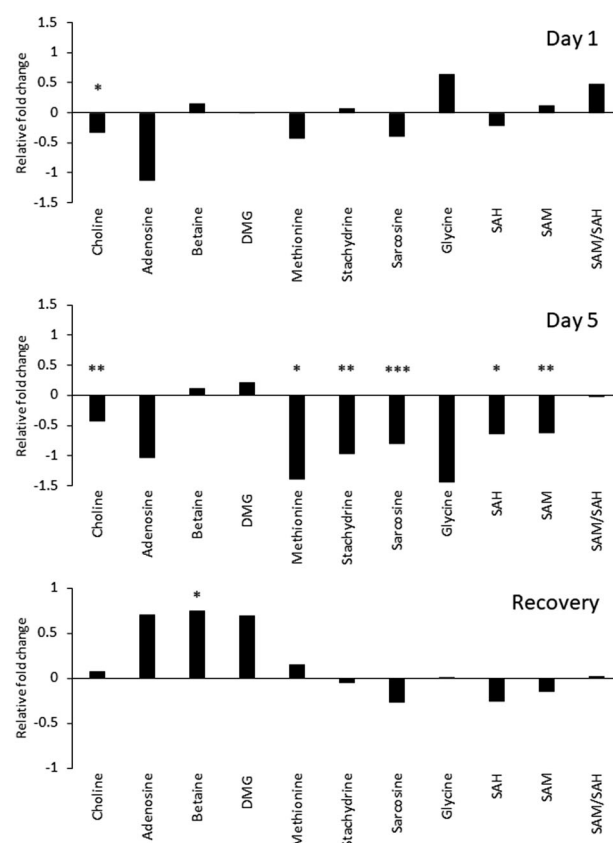 Day 1
Relative fold change
1.5
1
0.5
0
-0.5
-1
-1.5
*
Choline
Adenosine
Betaine
DMG
Methionine
Stachydrine
Sarcosine
Glycine
SAH
SAM
SAM/SAH
Day 5
Relative fold change
1.5
1
0.5
0
-0.5
-1
-1.5
** * ** *** * **
Choline
Adenosine
Betaine
DMG
Methionine
Stachydrine
Sarcosine
Glycine
SAH
SAM
SAM/SAH
Recovery
Relative fold change
1
0.5
0
-0.5
-1
*
Choline
Adenosine
Betaine
DMG
Methionine
Stachydrine
Sarcosine
Glycine
SAH
SAM
SAM/SAH